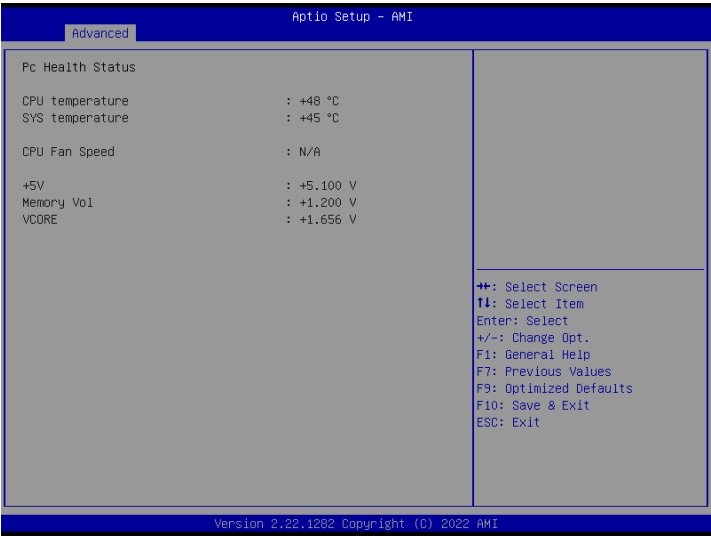 Aptio Setup – AMI
Advanced
Pc Health Status
CPU temperature : +48 °C
SYS temperature : +45 °C
CPU Fan Speed : N/A
+5V : +5.100 V
Memory Vol : +1.200 V
VCORE : +1.656 V
→←: Select Screen
↑↓: Select Item
Enter: Select
+/-: Change Opt.
F1: General Help
F7: Previous Values
F9: Optimized Defaults
F10: Save & Exit
ESC: Exit
Version 2.22.1282 Copyright (C) 2022 AMI